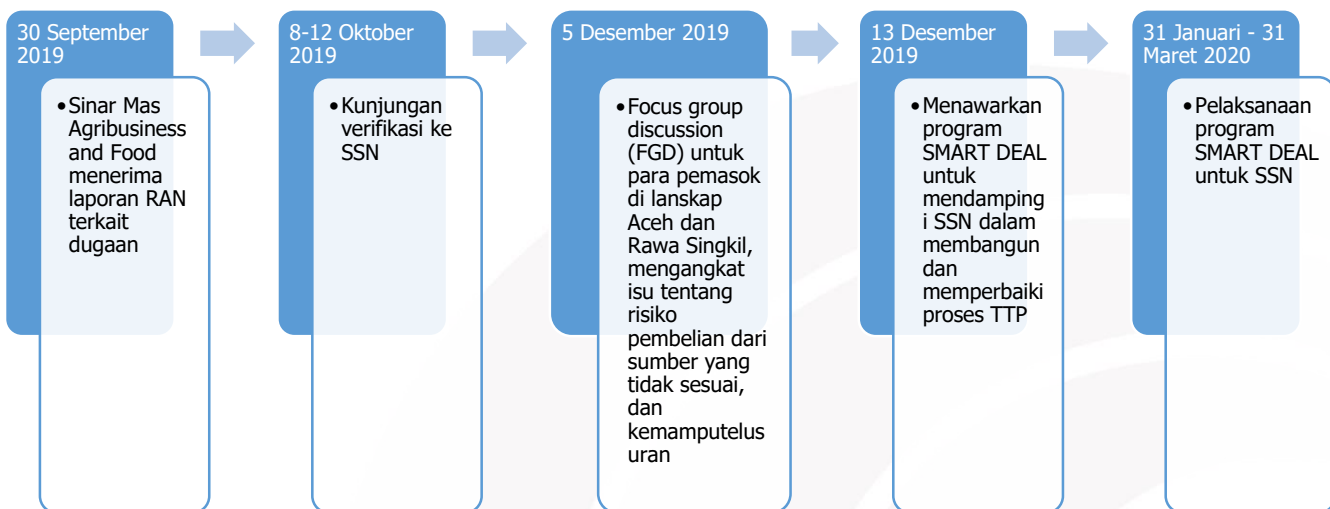 30 September
2019
•Sinar Mas
Agribusiness
and Food
menerima
laporan RAN
terkait
dugaan
8-12 Oktober
2019
•Kunjungan
verifikasi ke
SSN
5 Desember 2019
•Focus group
discussion
(FGD) untuk
para pemasok
di lanskap
Aceh dan
Rawa Singkil,
mengangkat
isu tentang
risiko
pembelian dari
sumber yang
tidak sesuai,
dan
kemamputelus
uran
13 Desember
2019
•Menawarkan
program
SMART DEAL
untuk
mendamping
i SSN dalam
membangun
dan
memperbaiki
proses TTP
31 Januari - 31
Maret 2020
•Pelaksanaan
program
SMART DEAL
untuk SSN